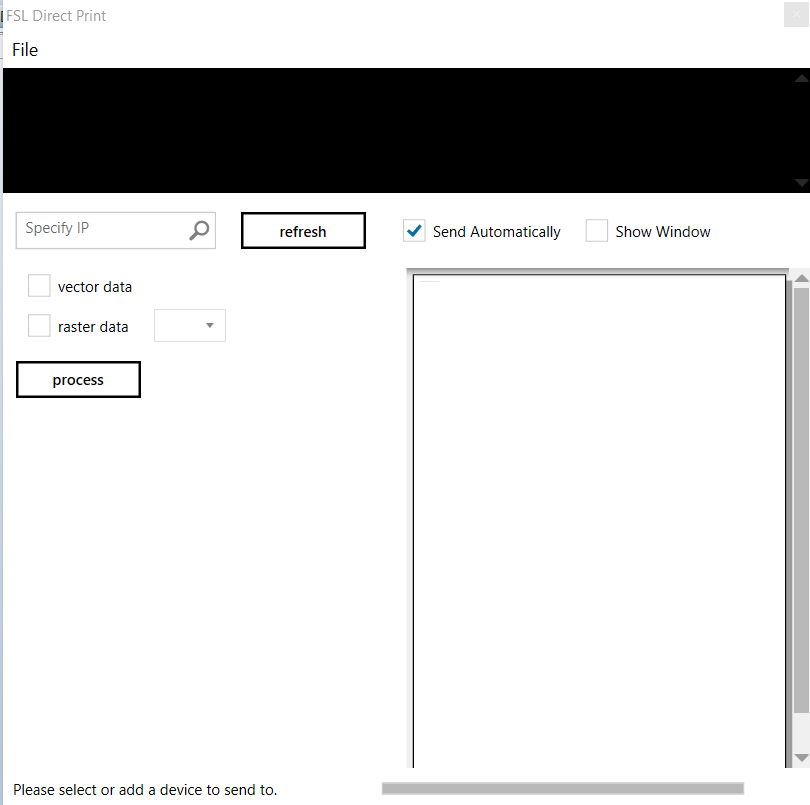 FSL Direct Print
File
Specify IP
refresh
Send Automatically
Show Window
vector data
raster data
process
Please select or add a device to send to.